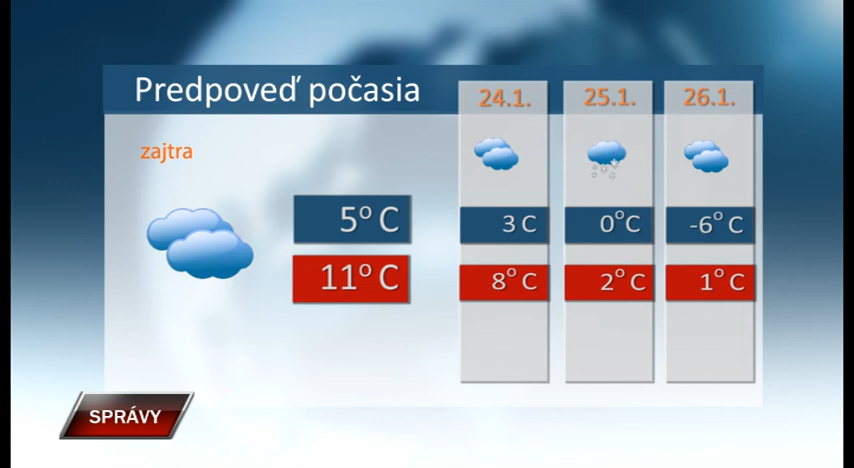 Predpoveď počasia
zajtra
5° C
11° C
24.1.
25.1.
26.1.
3 C
0°C
-6° C
8° C
2° C
1° C
SPRÁVY